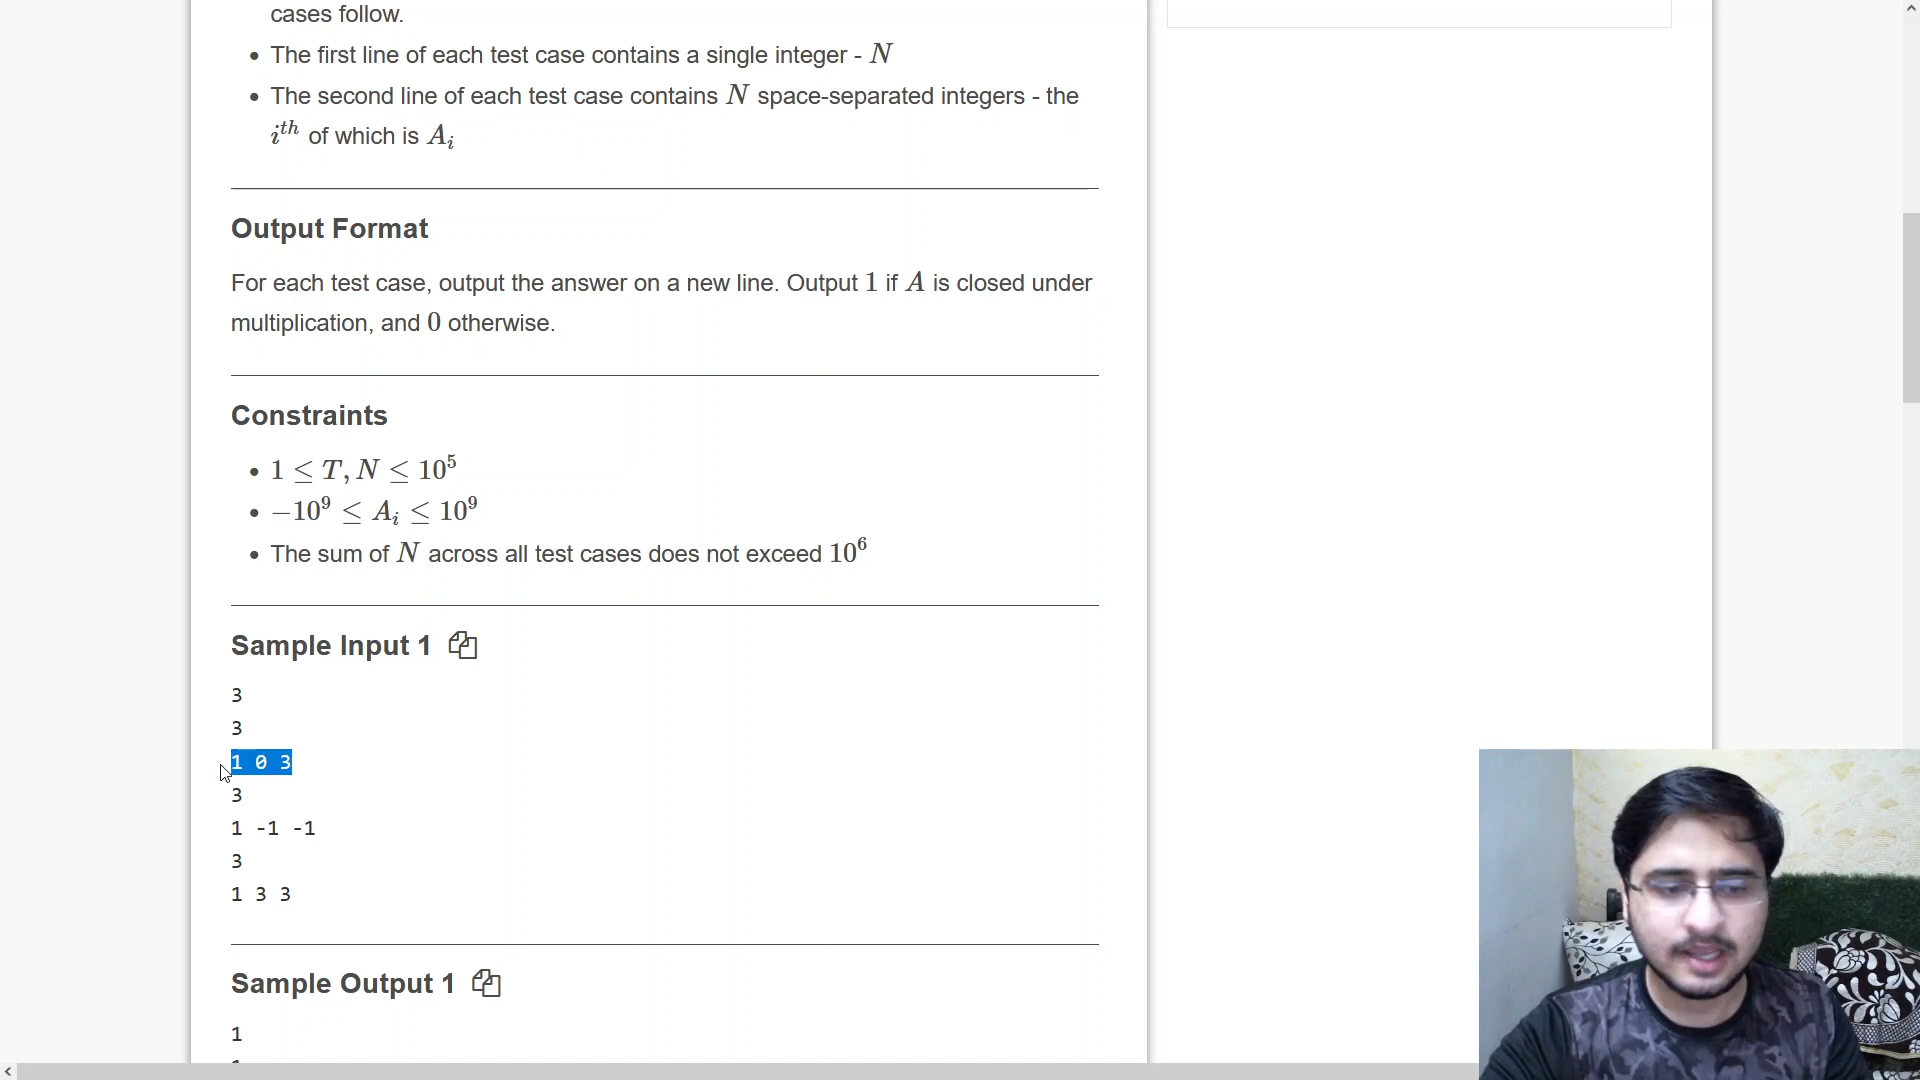 cases follow.
• The first line of each test case contains a single integer - N
• The second line of each test case contains N space-separated integers - the
i^th of which is A_i
Output Format
For each test case, output the answer on a new line. Output 1 if A is closed under
multiplication, and 0 otherwise.
Constraints
• 1 ≤ T, N ≤ 10^5
• −10^9 ≤ A_i ≤ 10^9
• The sum of N across all test cases does not exceed 10^6
Sample Input 1
3
3
1 0 3
3
1 -1 -1
3
1 3 3
Sample Output 1
1